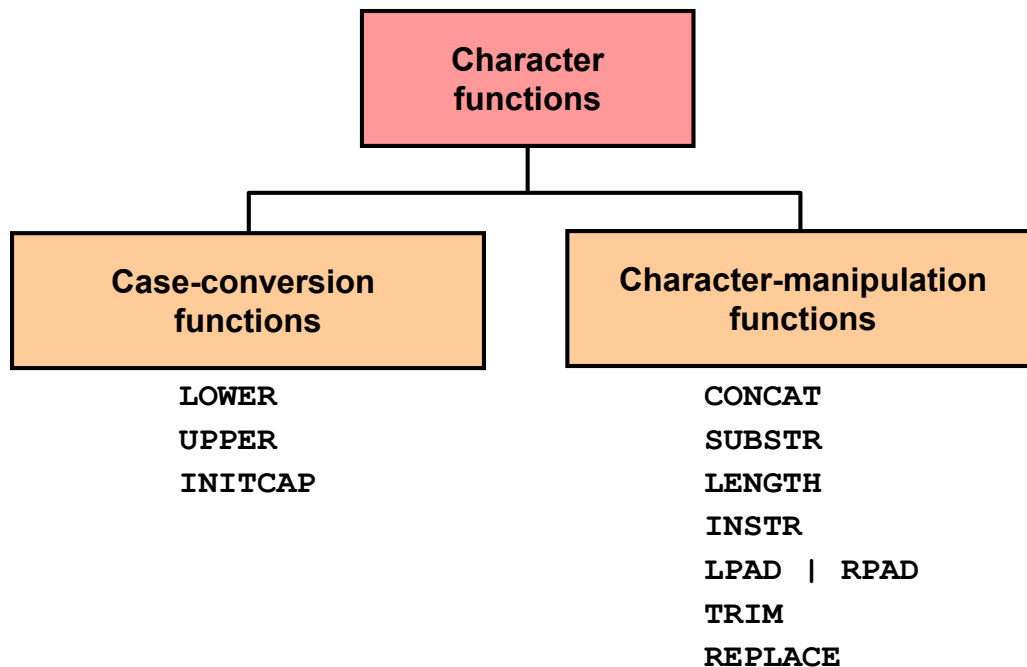 Character
functions
Case-conversion
functions
LOWER
UPPER
INITCAP
Character-manipulation
functions
CONCAT
SUBSTR
LENGTH
INSTR
LPAD | RPAD
TRIM
REPLACE